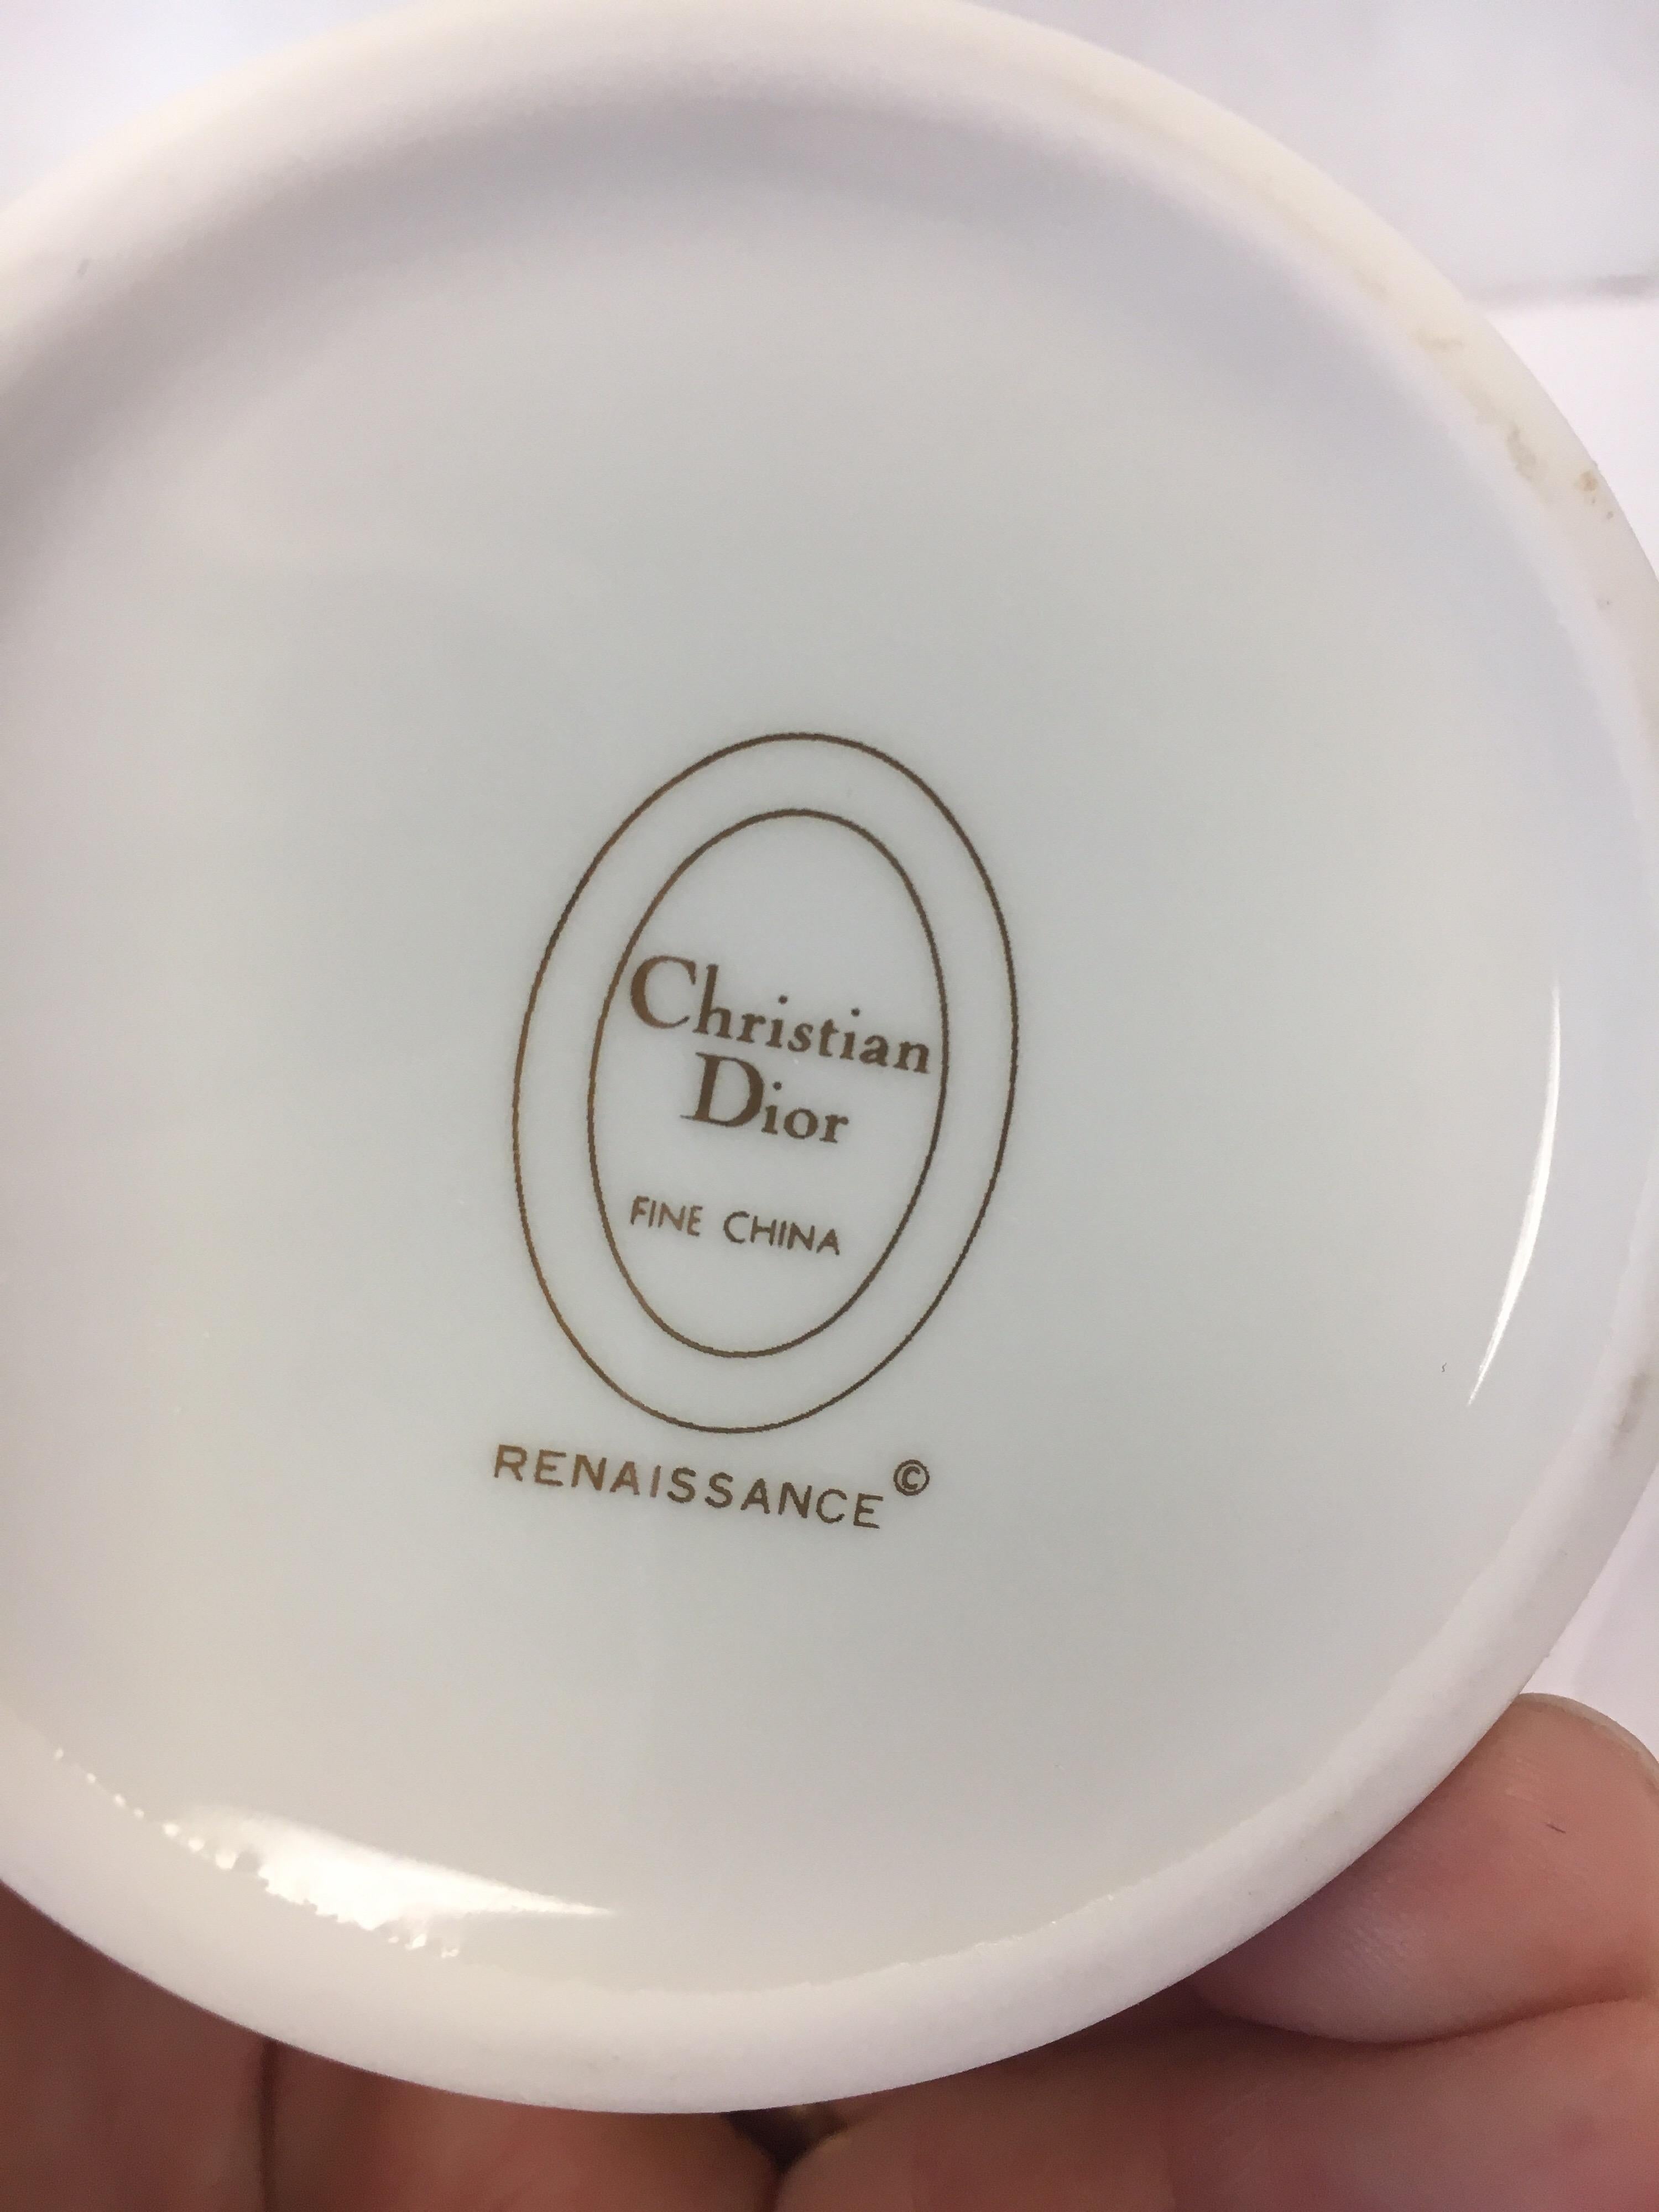 Christian
Dior
FINE CHINA
RENAISSANCE©